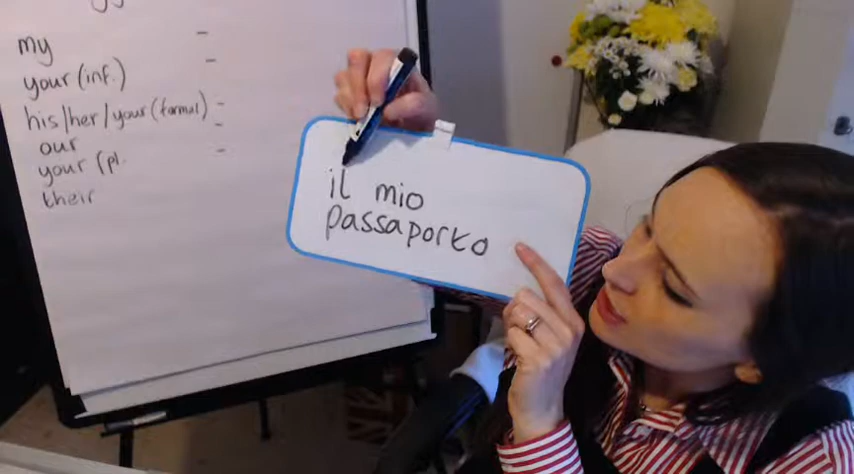 my -
your (inf.) -
his/her/your (formal) -
our -
your (pl. -
their
il mio
passaporto